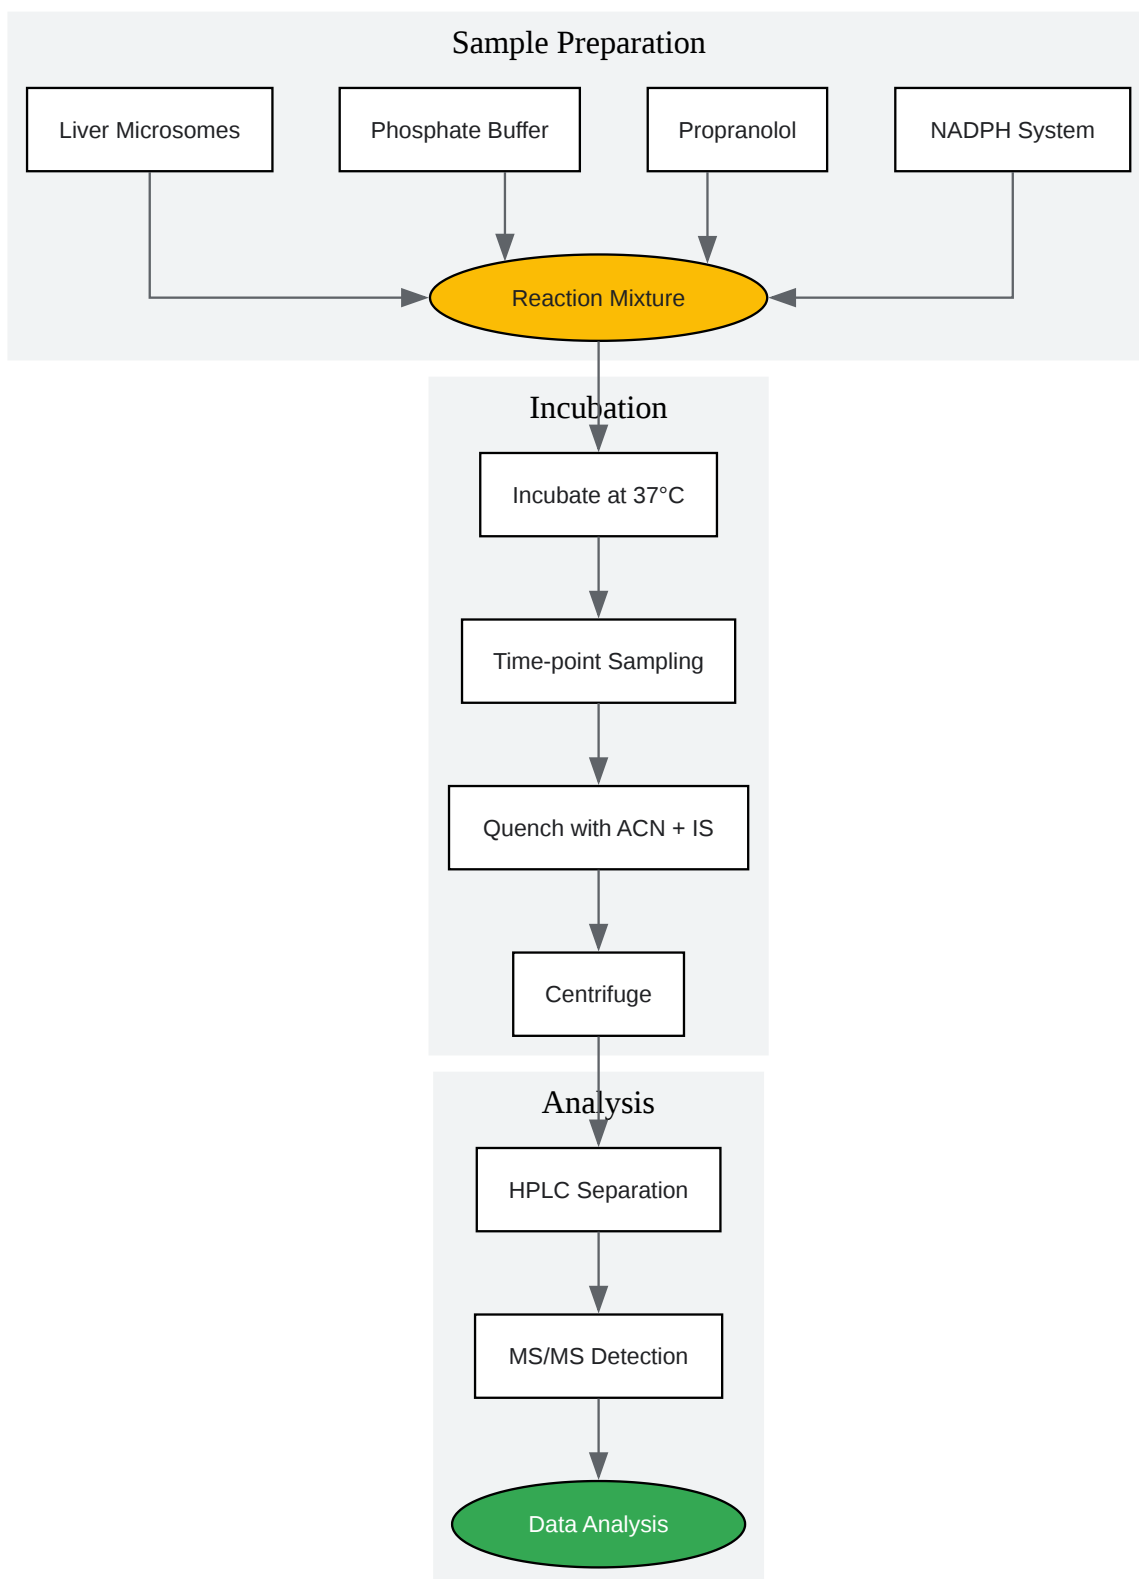 Sample Preparation
Liver Microsomes
Phosphate Buffer
Propranolol
NADPH System
Reaction Mixture
Incubation
Incubate at 37°C
Time-point Sampling
Quench with ACN + IS
Centrifuge
Analysis
HPLC Separation
MS/MS Detection
Data Analysis